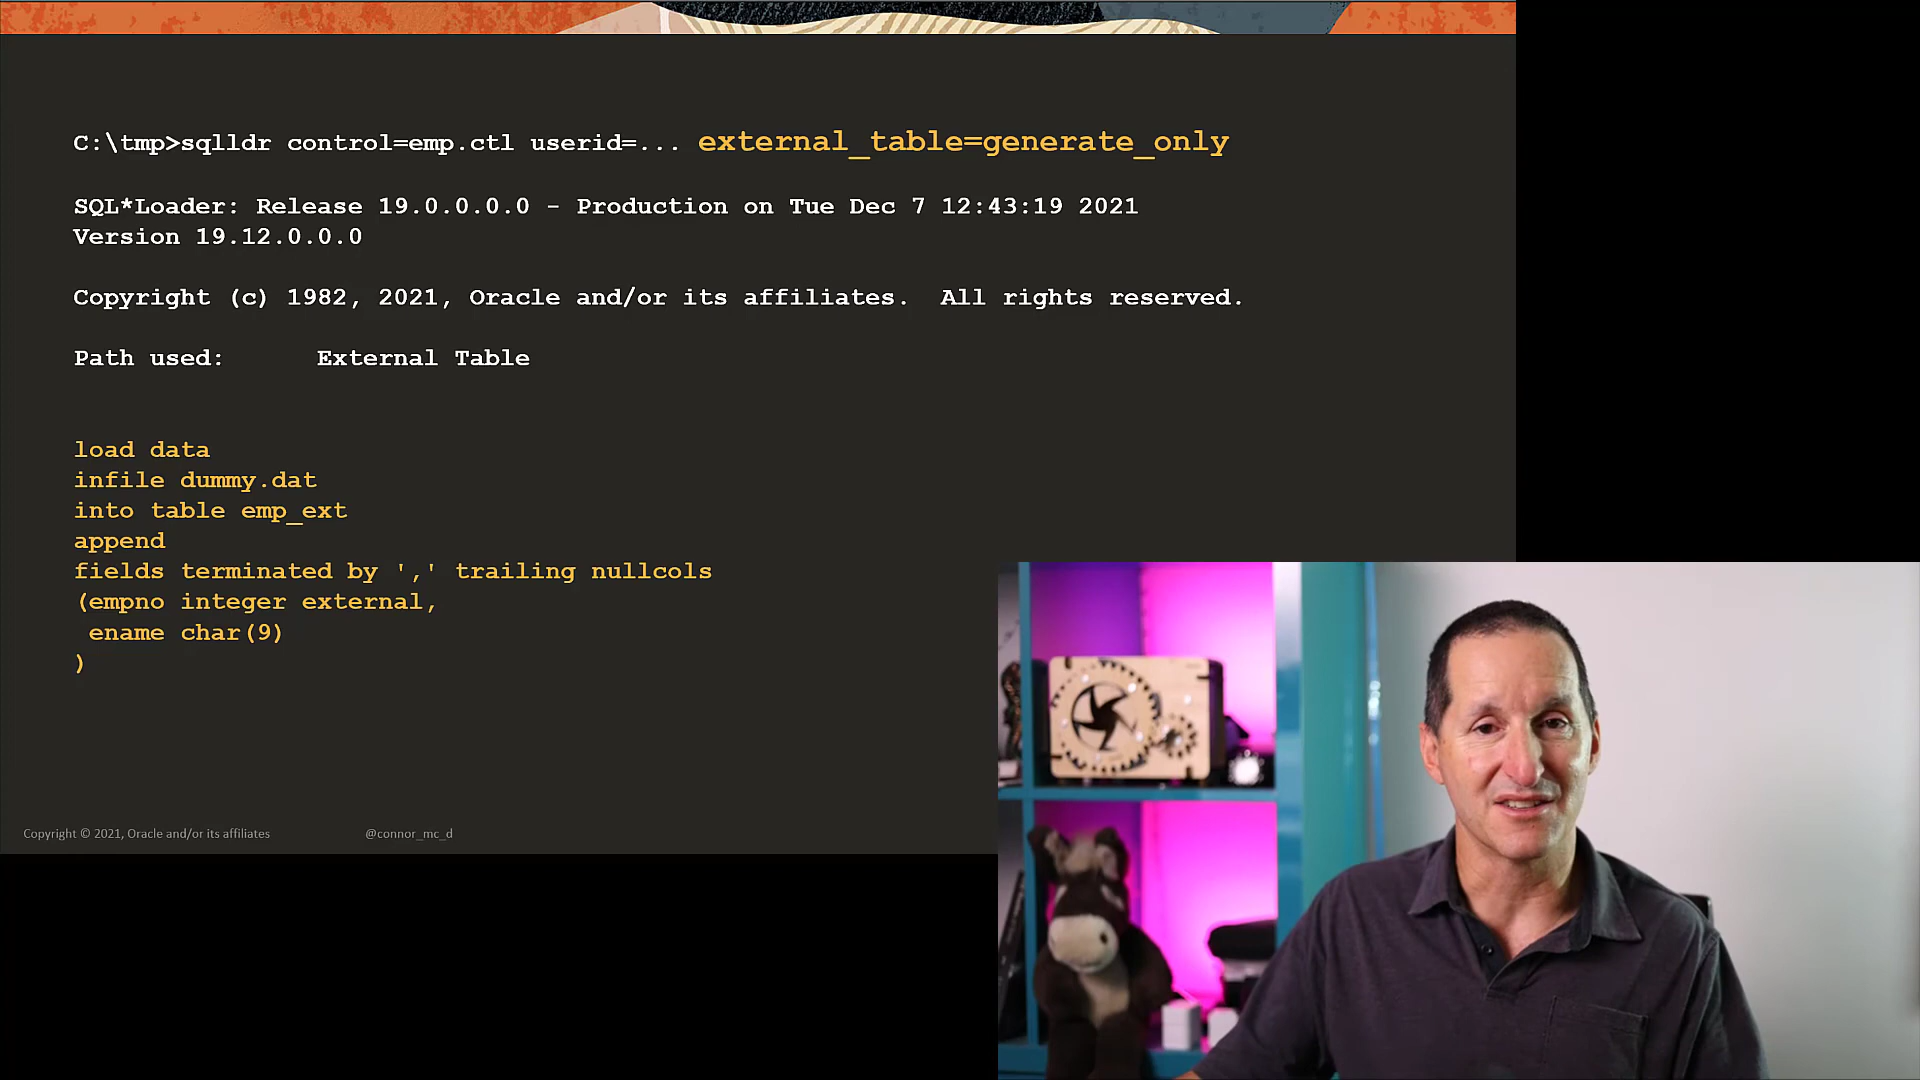 C:\tmp>sqlldr control=emp.ctl userid=... external_table=generate_only
SQL*Loader: Release 19.0.0.0.0 - Production on Tue Dec 7 12:43:19 2021
Version 19.12.0.0.0
Copyright (c) 1982, 2021, Oracle and/or its affiliates.  All rights reserved.
Path used:      External Table
load data
infile dummy.dat
into table emp_ext
append
fields terminated by ',' trailing nullcols
(empno integer external,
 ename char(9)
)
Copyright © 2021, Oracle and/or its affiliates
@connor_mc_d